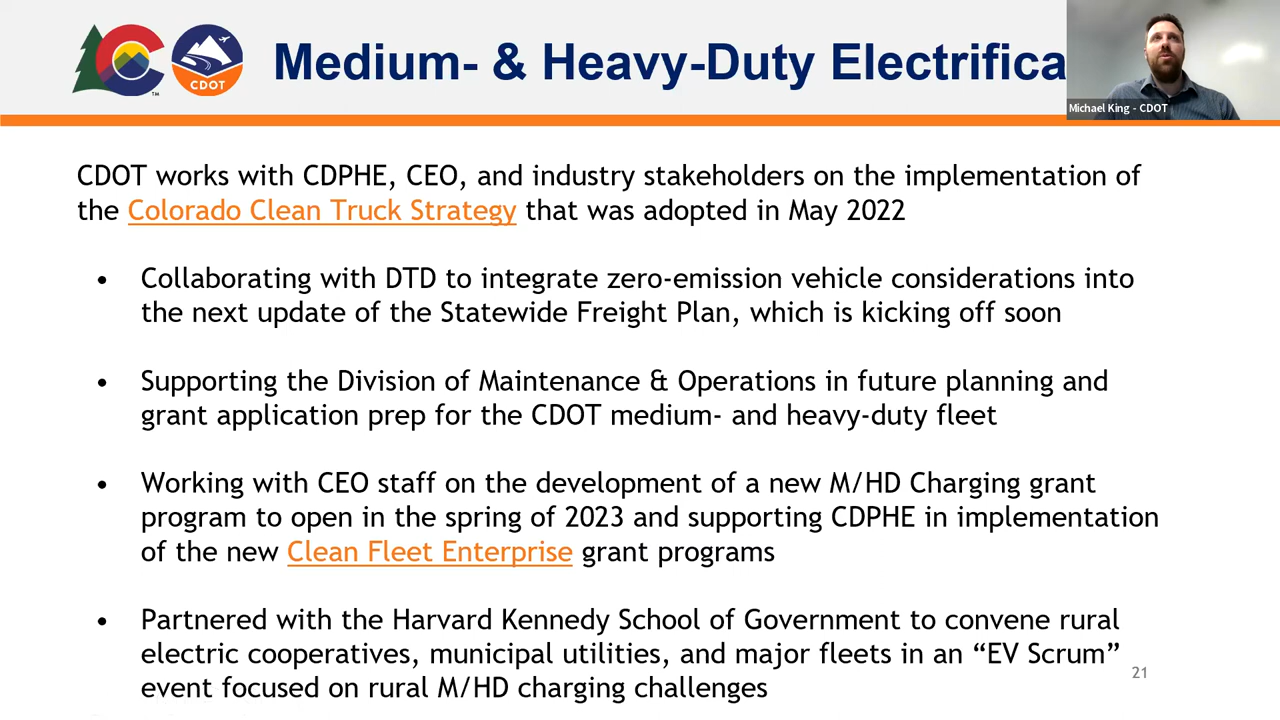 CDOT
TM
Medium- & Heavy-Duty Electrifica
Michael King - CDOT
CDOT works with CDPHE, CEO, and industry stakeholders on the implementation of
the Colorado Clean Truck Strategy that was adopted in May 2022
• Collaborating with DTD to integrate zero-emission vehicle considerations into
the next update of the Statewide Freight Plan, which is kicking off soon
• Supporting the Division of Maintenance & Operations in future planning and
grant application prep for the CDOT medium- and heavy-duty fleet
• Working with CEO staff on the development of a new M/HD Charging grant
program to open in the spring of 2023 and supporting CDPHE in implementation
of the new Clean Fleet Enterprise grant programs
• Partnered with the Harvard Kennedy School of Government to convene rural
electric cooperatives, municipal utilities, and major fleets in an “EV Scrum”
event focused on rural M/HD charging challenges
21